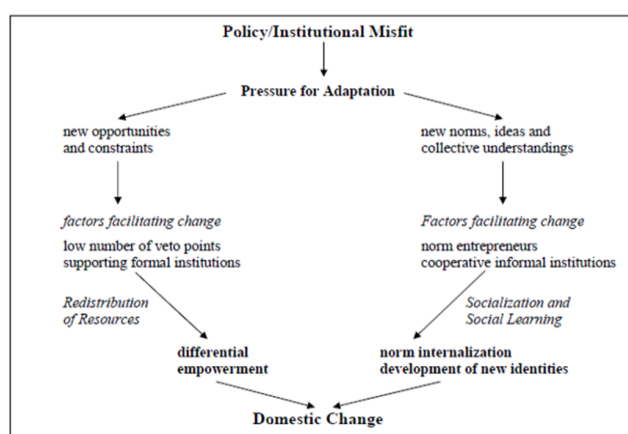 Policy/Institutional Misfit
Pressure for Adaptation
new opportunities
and constraints
new norms, ideas and
collective understandings
factors facilitating change
low number of veto points
supporting formal institutions
Factors facilitating change
norm entrepreneurs
cooperative informal institutions
Redistribution
of Resources
Socialization and
Social Learning
differential
empowerment
norm internalization
development of new identities
Domestic Change